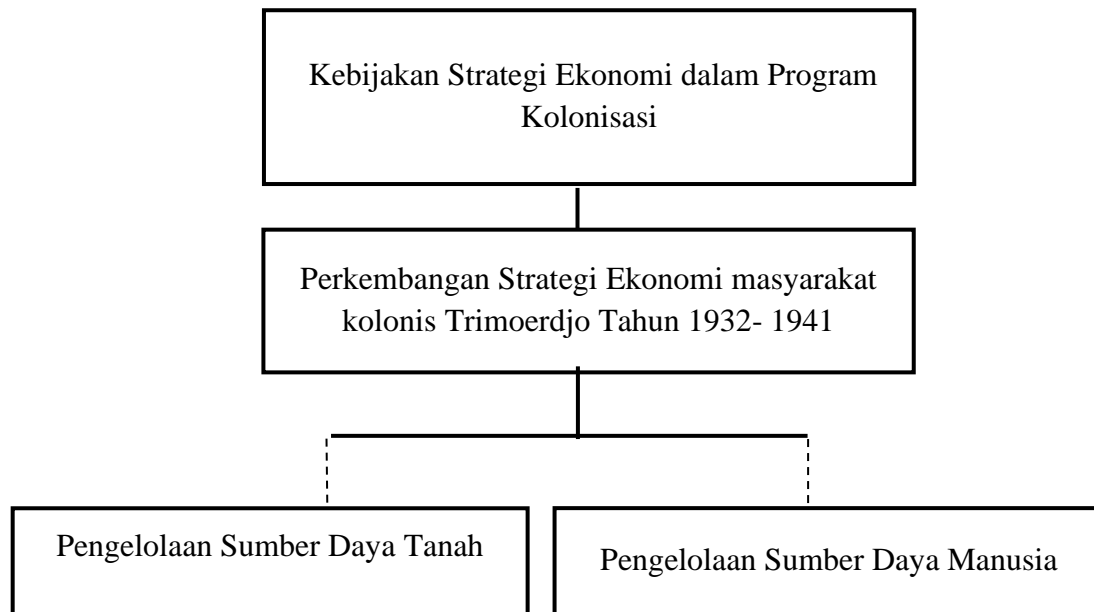 Kebijakan Strategi Ekonomi dalam Program
Kolonisasi
Perkembangan Strategi Ekonomi masyarakat
kolonis Trimoerdjo Tahun 1932- 1941
Pengelolaan Sumber Daya Tanah
Pengelolaan Sumber Daya Manusia